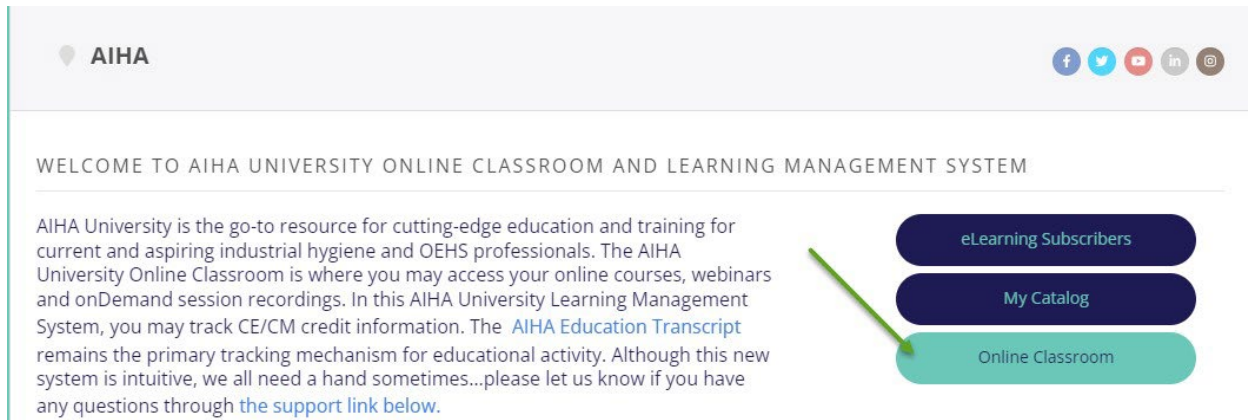 AIHA
WELCOME TO AIHA UNIVERSITY ONLINE CLASSROOM AND LEARNING MANAGEMENT SYSTEM
AIHA University is the go-to resource for cutting-edge education and training for
current and aspiring industrial hygiene and OEHS professionals. The AIHA
University Online Classroom is where you may access your online courses, webinars
and onDemand session recordings. In this AIHA University Learning Management
System, you may track CE/CM credit information. The AIHA Education Transcript
remains the primary tracking mechanism for educational activity. Although this new
system is intuitive, we all need a hand sometimes...please let us know if you have
any questions through the support link below.
eLearning Subscribers
My Catalog
Online Classroom